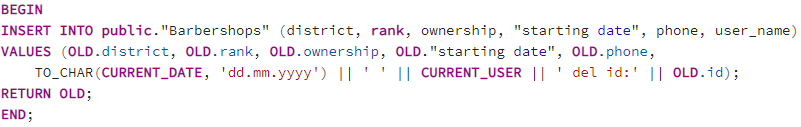 BEGIN
INSERT INTO public."Barbershops" (district, rank, ownership, "starting date", phone, user_name)
VALUES (OLD.district, OLD.rank, OLD.ownership, OLD."starting date", OLD.phone,
    TO_CHAR(CURRENT_DATE, 'dd.mm.yyyy') || ' ' || CURRENT_USER || ' del id:' || OLD.id);
RETURN OLD;
END;